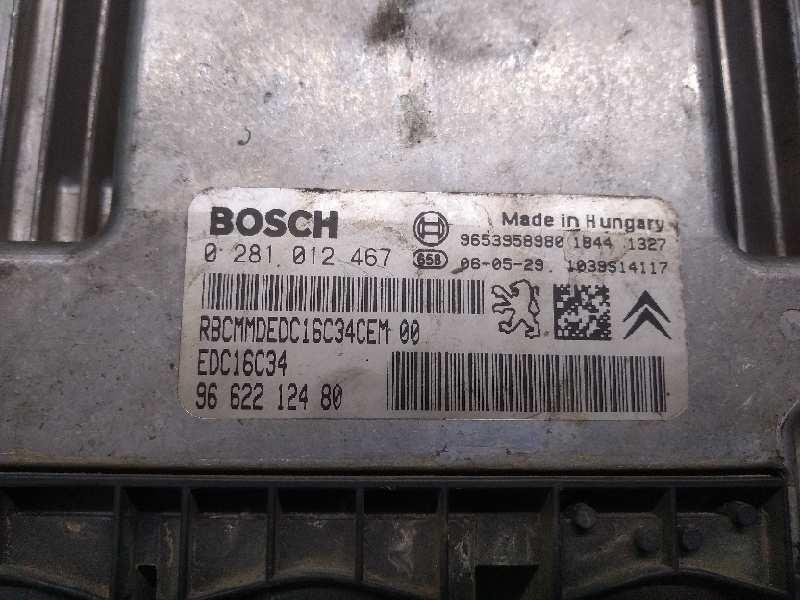 BOSCH
Made in Hungary
0 281 012 467
9653958980 1844 1327
658
06-05-29. 1039S14117
RBCMMDEDC16C34CEM-00
EDC16C34
96 622 124 80